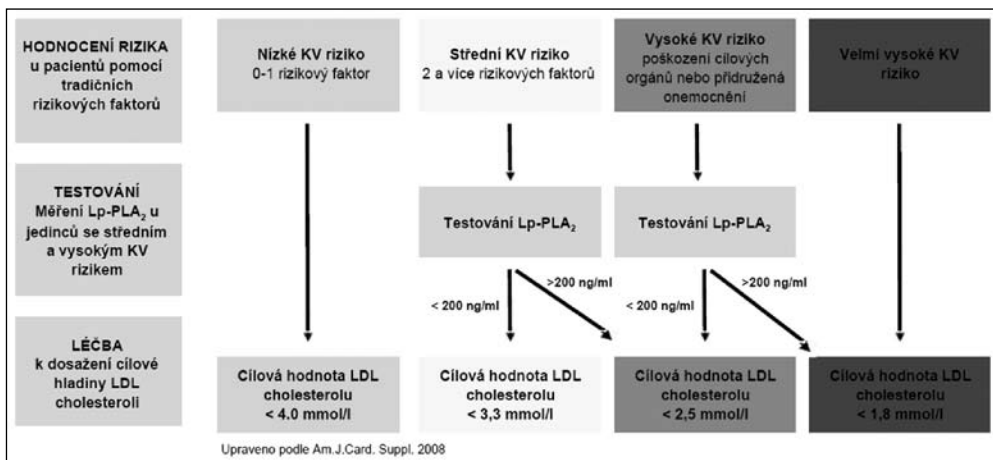 HODNOCENÍ RIZIKA
u pacientů pomocí
tradičních
rizikových faktorů
Nízké KV riziko
0-1 rizikový faktor
Střední KV riziko
2 a více rizikových faktorů
Vysoké KV riziko
poškození cílových
orgánů nebo přidružená
onemocnění
Velmi vysoké KV
riziko
TESTOVÁNÍ
Měření Lp-PLA₂ u
jedinců se středním
a vysokým KV
rizikem
Testování Lp-PLA₂
Testování Lp-PLA₂
< 200 ng/ml
>200 ng/ml
< 200 ng/ml
>200 ng/ml
LÉČBA
k dosažení cílové
hladiny LDL
cholesteroli
Cílová hodnota LDL
cholesterolu
< 4.0 mmol/l
Cílová hodnota LDL
cholesterolu
< 3,3 mmol/l
Cílová hodnota LDL
cholesterolu
< 2,5 mmol/l
Cílová hodnota LDL
cholesterolu
< 1,8 mmol/l
Upraveno podle Am.J.Card. Suppl. 2008